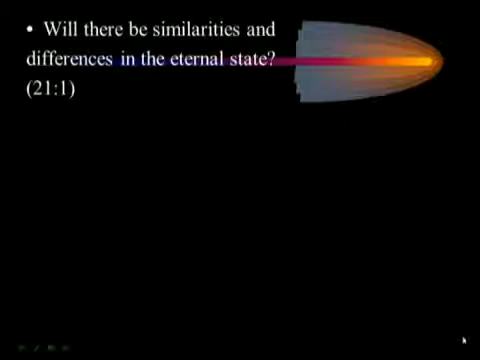 • Will there be similarities and
differences in the eternal state?
(21:1)